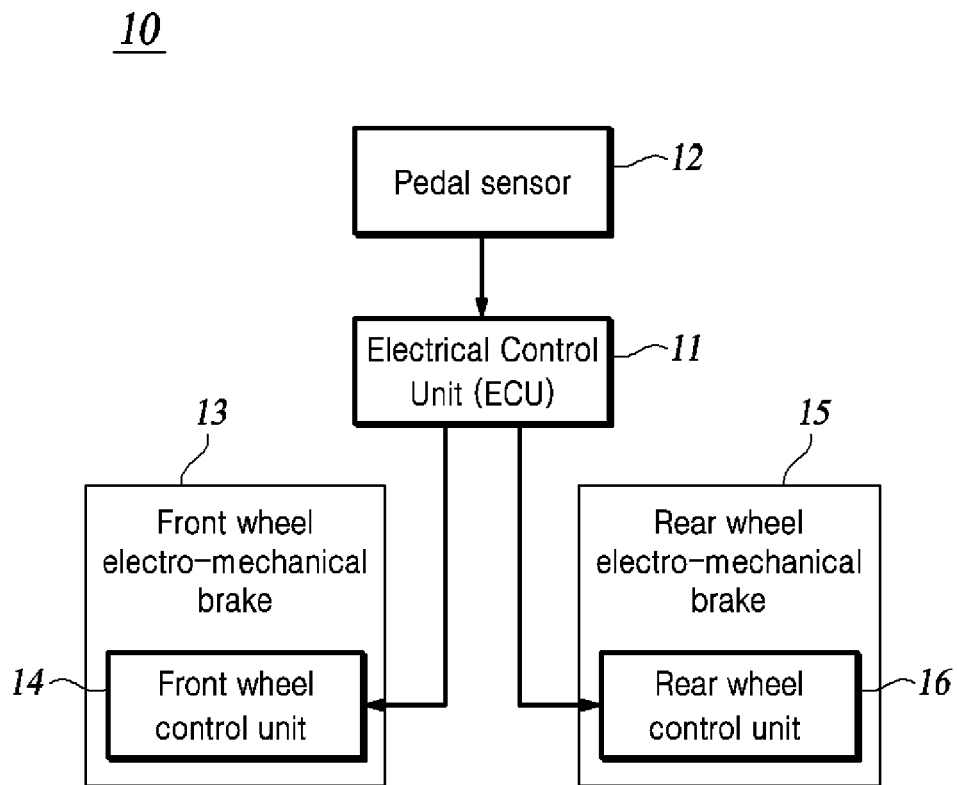 10
Pedal sensor
12
Electrical Control
Unit (ECU)
11
13
15
Front wheel
electro-mechanical
brake
Rear wheel
electro-mechanical
brake
14
Front wheel
control unit
Rear wheel
control unit
16